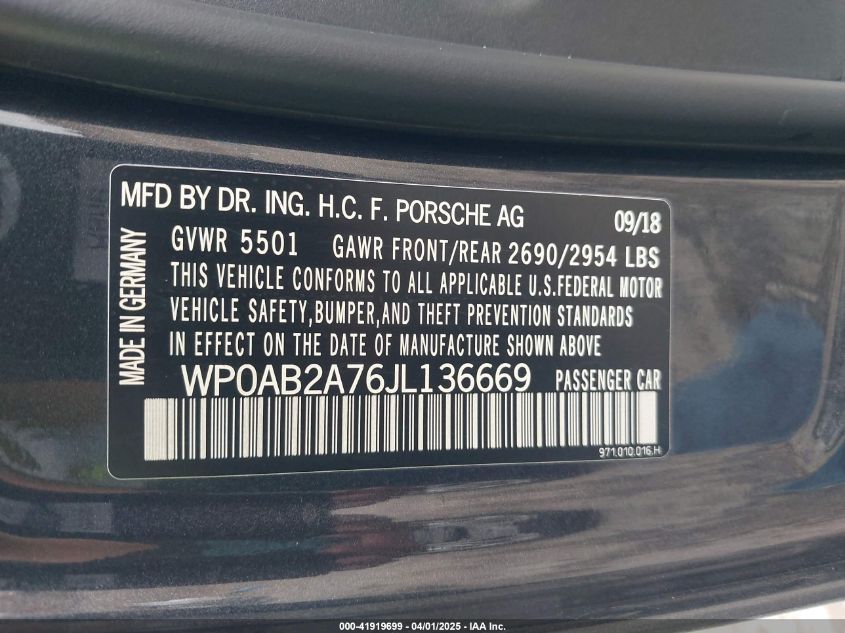 MFD BY DR. ING. H.C. F. PORSCHE AG 09/18
GVWR 5501 GAWR FRONT/REAR 2690/2954 LBS
THIS VEHICLE CONFORMS TO ALL APPLICABLE U.S.FEDERAL MOTOR
VEHICLE SAFETY,BUMPER,AND THEFT PREVENTION STANDARDS
IN EFFECT ON THE DATE OF MANUFACTURE SHOWN ABOVE
WP0AB2A76JL136669 PASSENGER CAR
971.010.016.H
MADE IN GERMANY
000-41919699 - 04/01/2025 - IAA Inc.